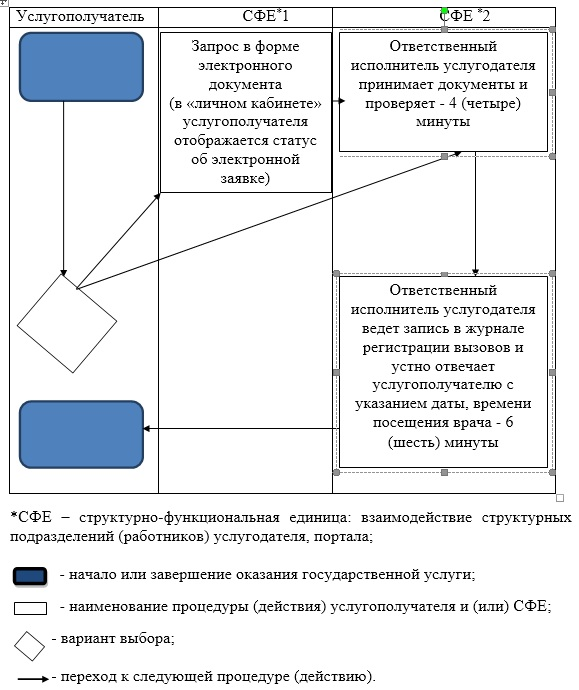 Услугополучатель
СФЕ*1
СФЕ *2
Запрос в форме
электронного
документа
(в «личном кабинете»
услугополучателя
отображается статус
об электронной
заявке)
Ответственный
исполнитель услугодателя
принимает документы и
проверяет - 4 (четыре)
минуты
Ответственный
исполнитель услугодателя
ведет запись в журнале
регистрации вызовов и
устно отвечает
услугополучателю с
указанием даты, времени
посещения врача - 6
(шесть) минуты
*СФЕ – структурно-функциональная единица: взаимодействие структурных
подразделений (работников) услугодателя, портала;
- начало или завершение оказания государственной услуги;
- наименование процедуры (действия) услугополучателя и (или) СФЕ;
- вариант выбора;
- переход к следующей процедуре (действию).